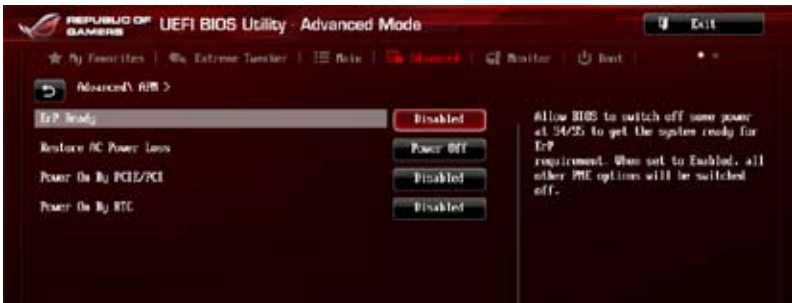 REPUBLIC OF GAMERS UEFI BIOS Utility - Advanced Mode Exit
My Favorites | Extreme Tweaker | Main | Advanced | Monitor | Boot |
Advanced\ APM >
ErP Ready Disabled
Restore AC Power Loss Power Off
Power On By PCIE/PCI Disabled
Power On By RTC Disabled
Allow BIOS to switch off some power
at S4/S5 to get the system ready for
ErP
requirement. When set to Enabled, all
other PME options will be switched
off.